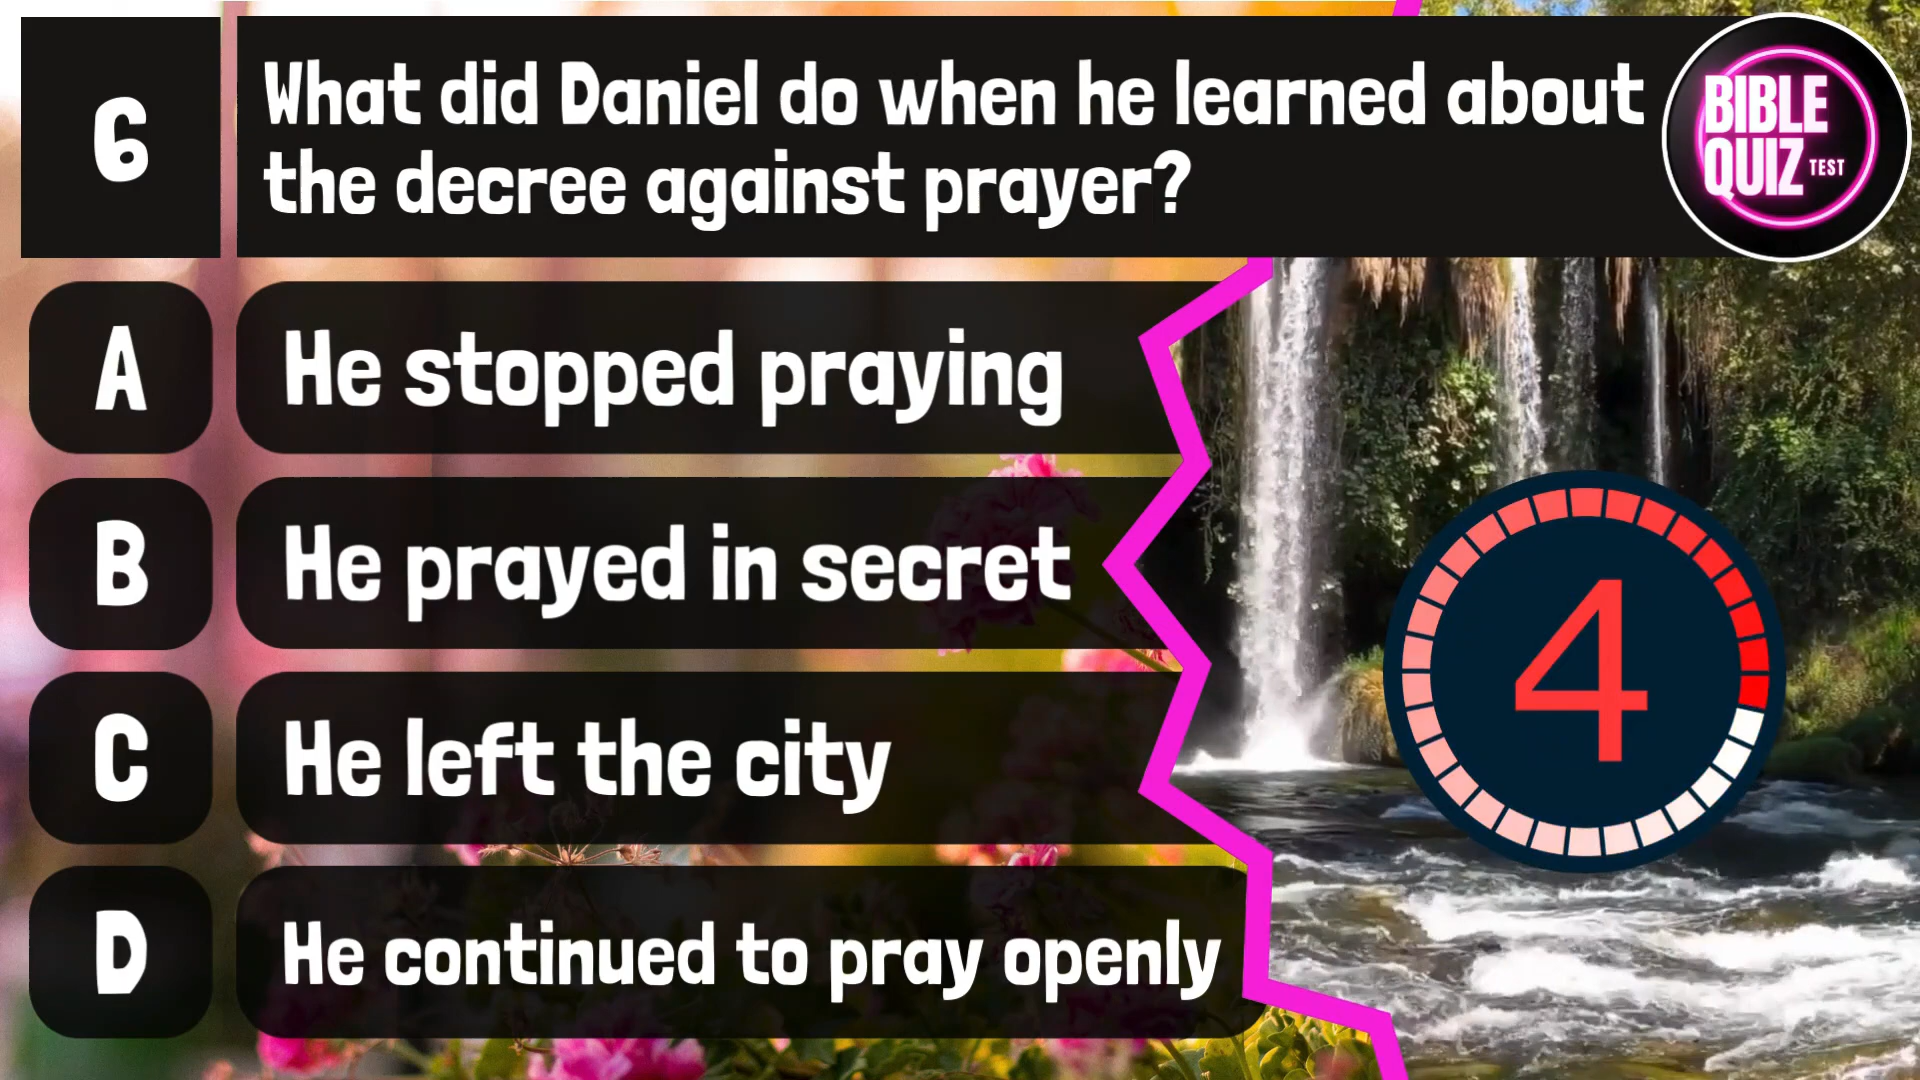 6
What did Daniel do when he learned about
the decree against prayer?
BIBLE
QUIZ TEST
A
He stopped praying
B
He prayed in secret
C
He left the city
D
He continued to pray openly
4